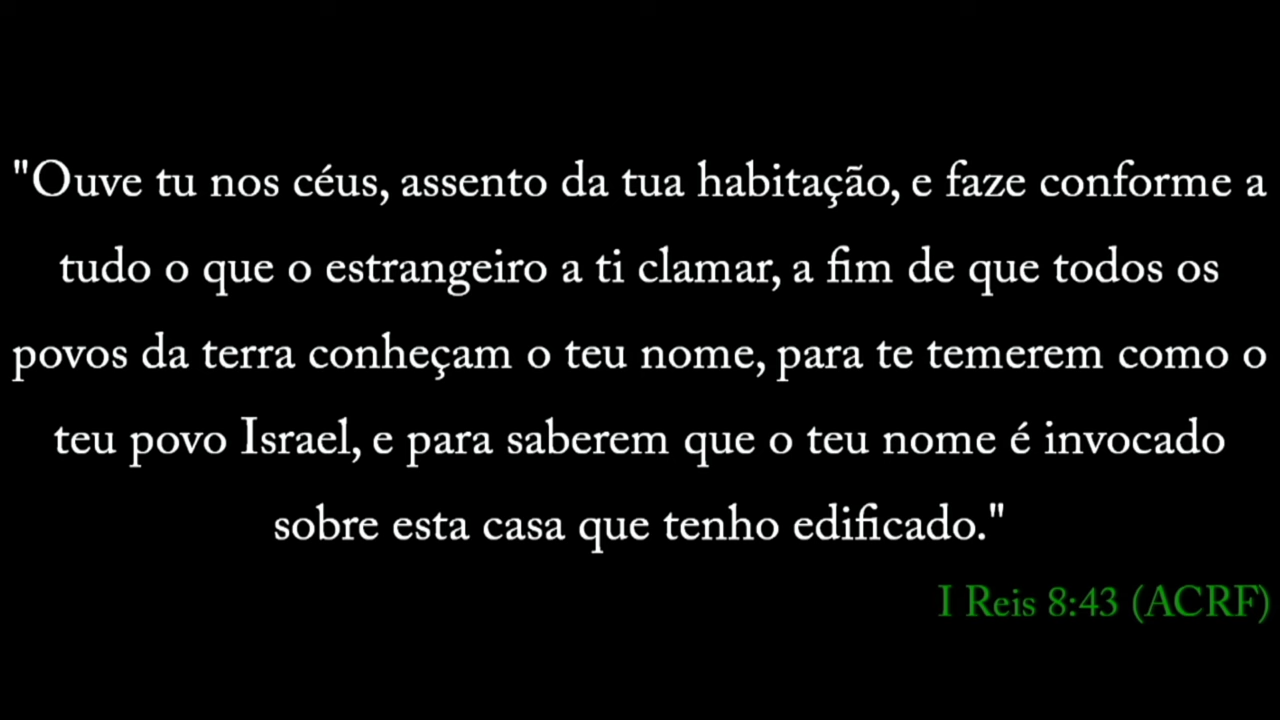 "Ouve tu nos céus, assento da tua habitação, e faze conforme a
tudo o que o estrangeiro a ti clamar, a fim de que todos os
povos da terra conheçam o teu nome, para te temerem como o
teu povo Israel, e para saberem que o teu nome é invocado
sobre esta casa que tenho edificado."
I Reis 8:43 (ACRF)